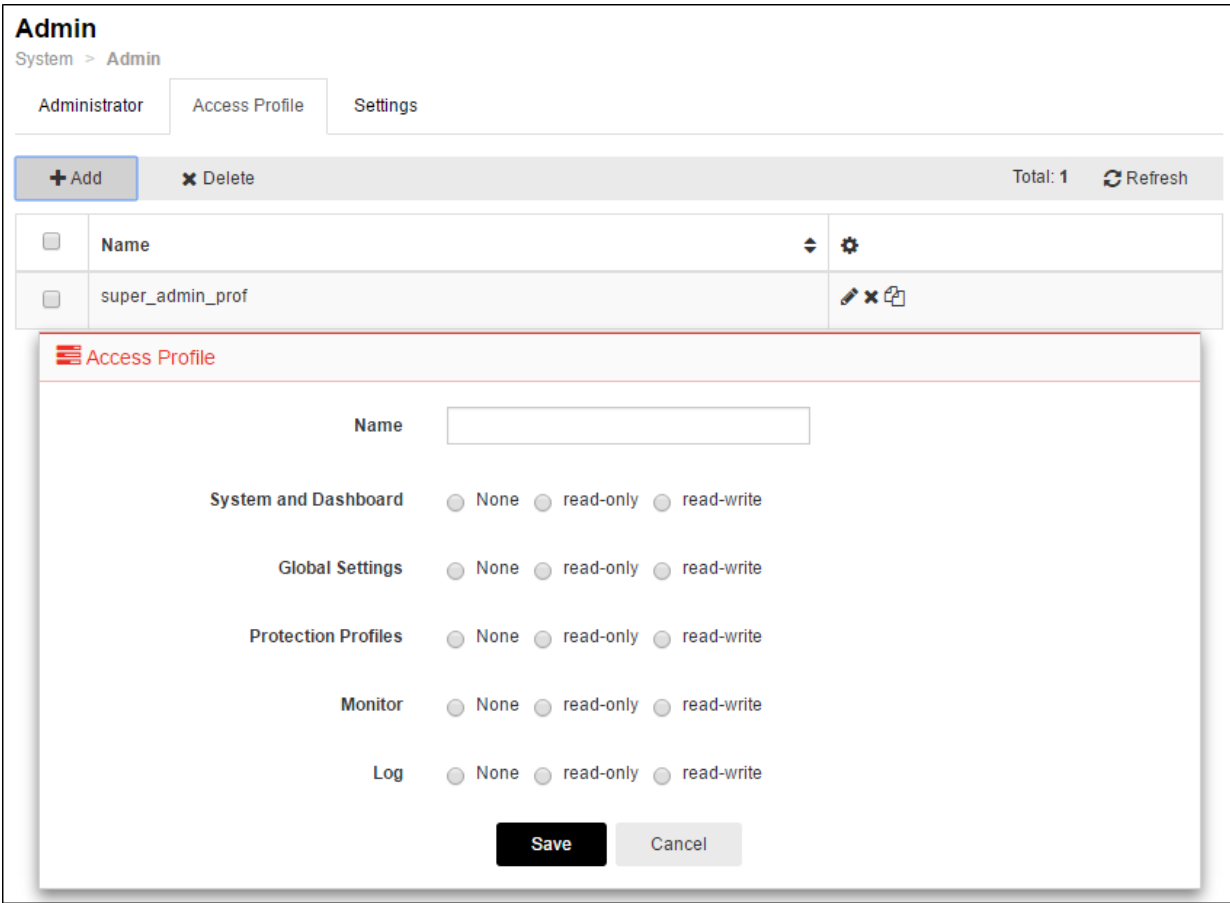 Admin
System > Admin
Administrator Access Profile Settings
Add Delete Total: 1 Refresh
Name
super_admin_prof
Access Profile
Name
System and Dashboard None read-only read-write
Global Settings None read-only read-write
Protection Profiles None read-only read-write
Monitor None read-only read-write
Log None read-only read-write
Save Cancel